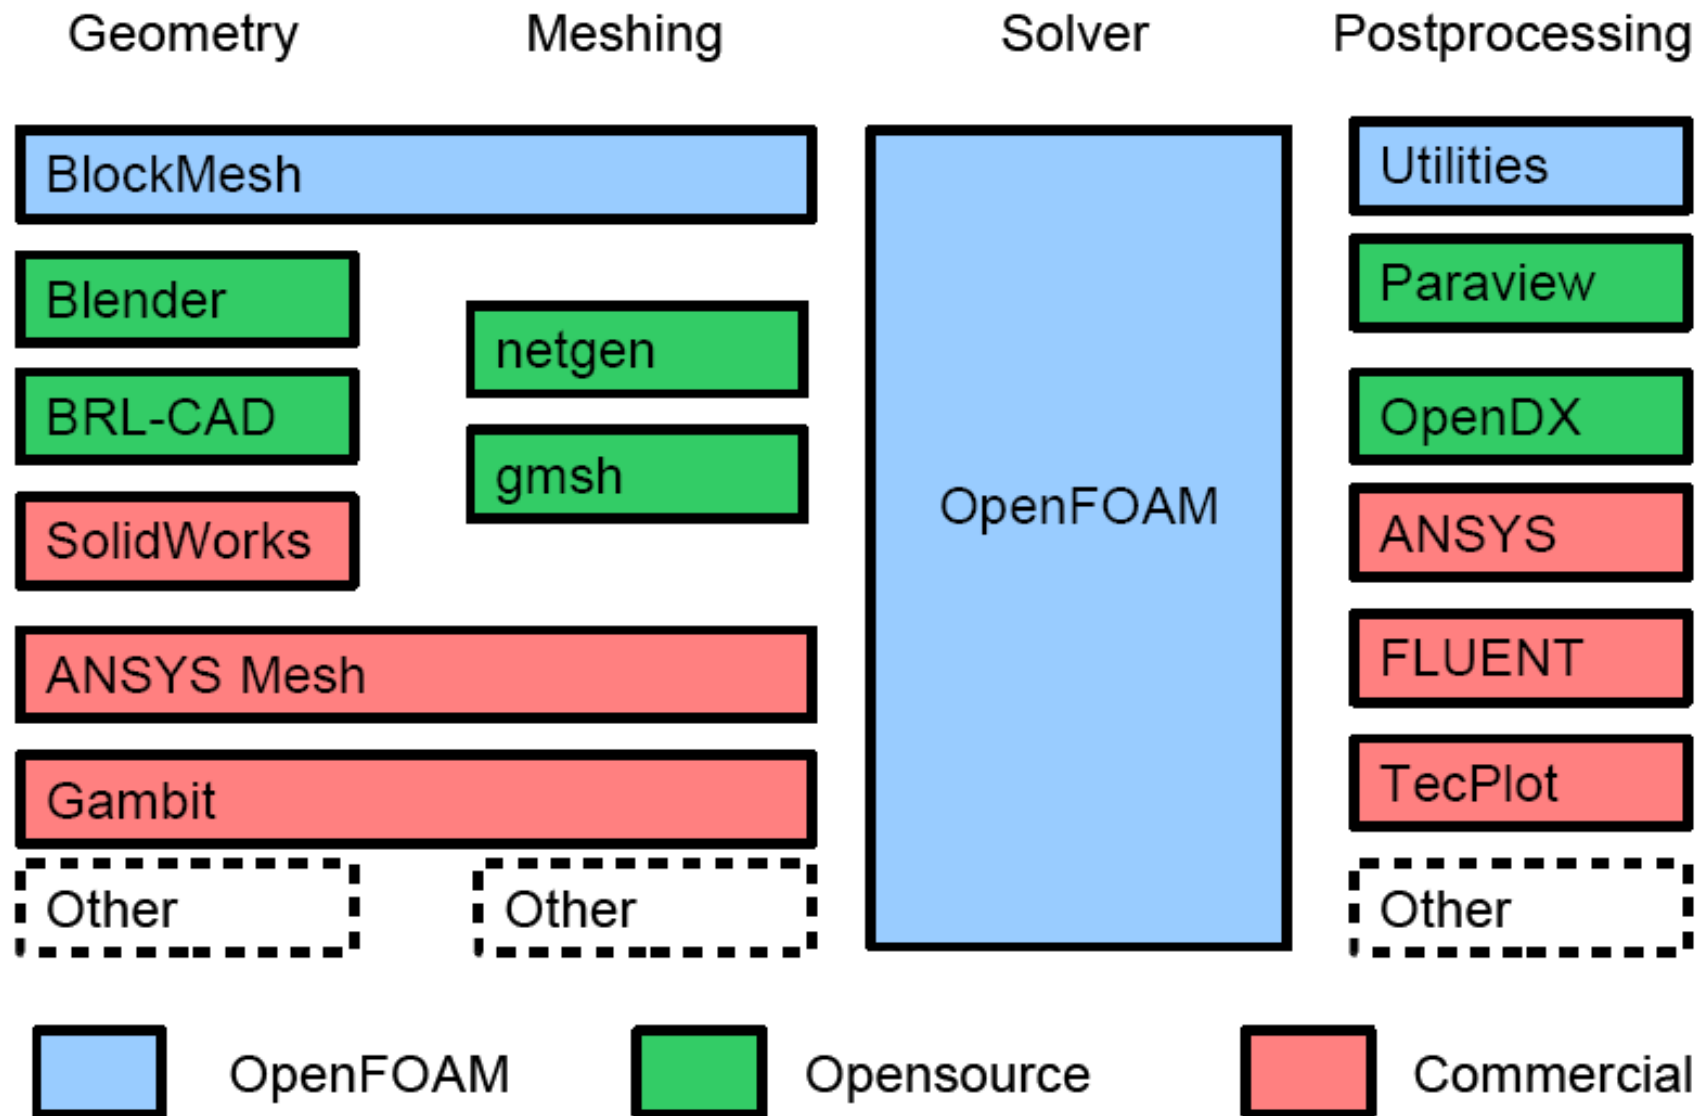 Geometry Meshing Solver Postprocessing
BlockMesh
Utilities
Blender
Paraview
netgen
BRL-CAD
OpenDX
gmsh
OpenFOAM
SolidWorks
ANSYS
ANSYS Mesh
FLUENT
Gambit
TecPlot
Other Other Other
OpenFOAM Opensource Commercial